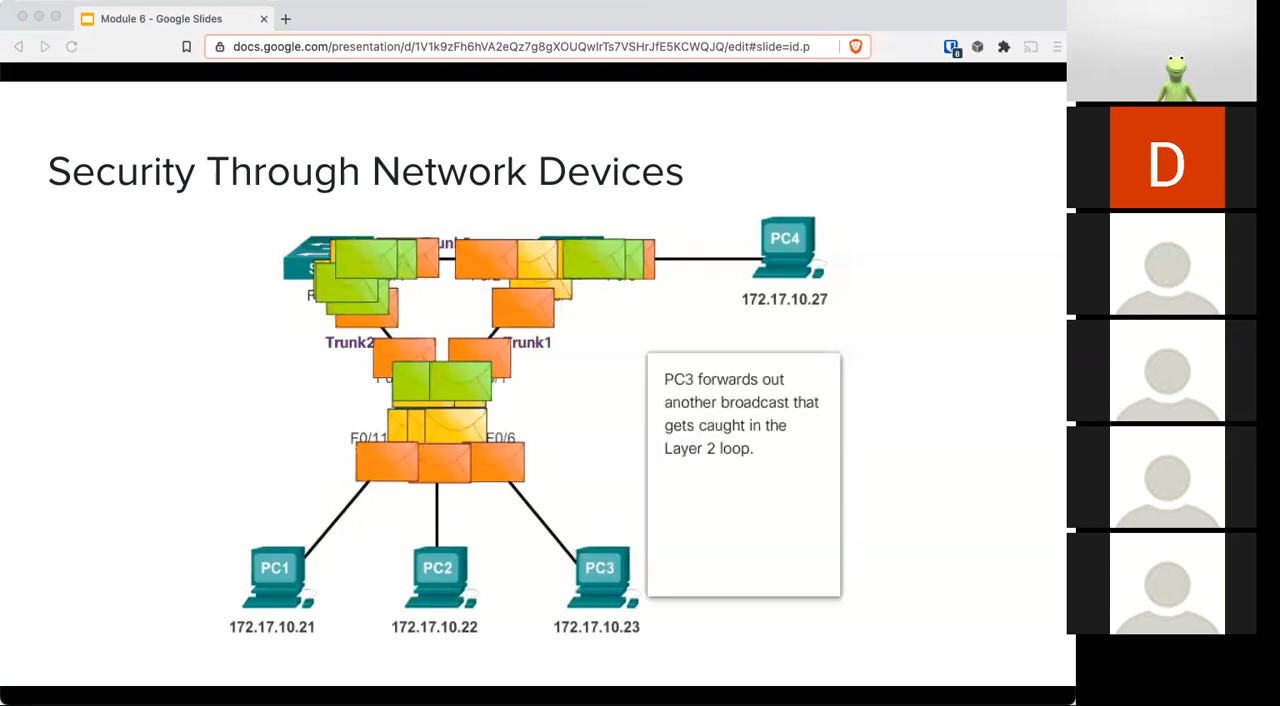 Module 6 - Google Slides
docs.google.com/presentation/d/1V1k9zFh6hVA2eQz7g8gXOUQwIrTs7VSHrJfE5KCWQJQ/edit#slide=id.p
8
D
Security Through Network Devices
PC4
172.17.10.27
Trunk2
Trunk1
PC3 forwards out
another broadcast that
gets caught in the
Layer 2 loop.
F0/11
F0/6
PC1
PC2
PC3
172.17.10.21
172.17.10.22
172.17.10.23